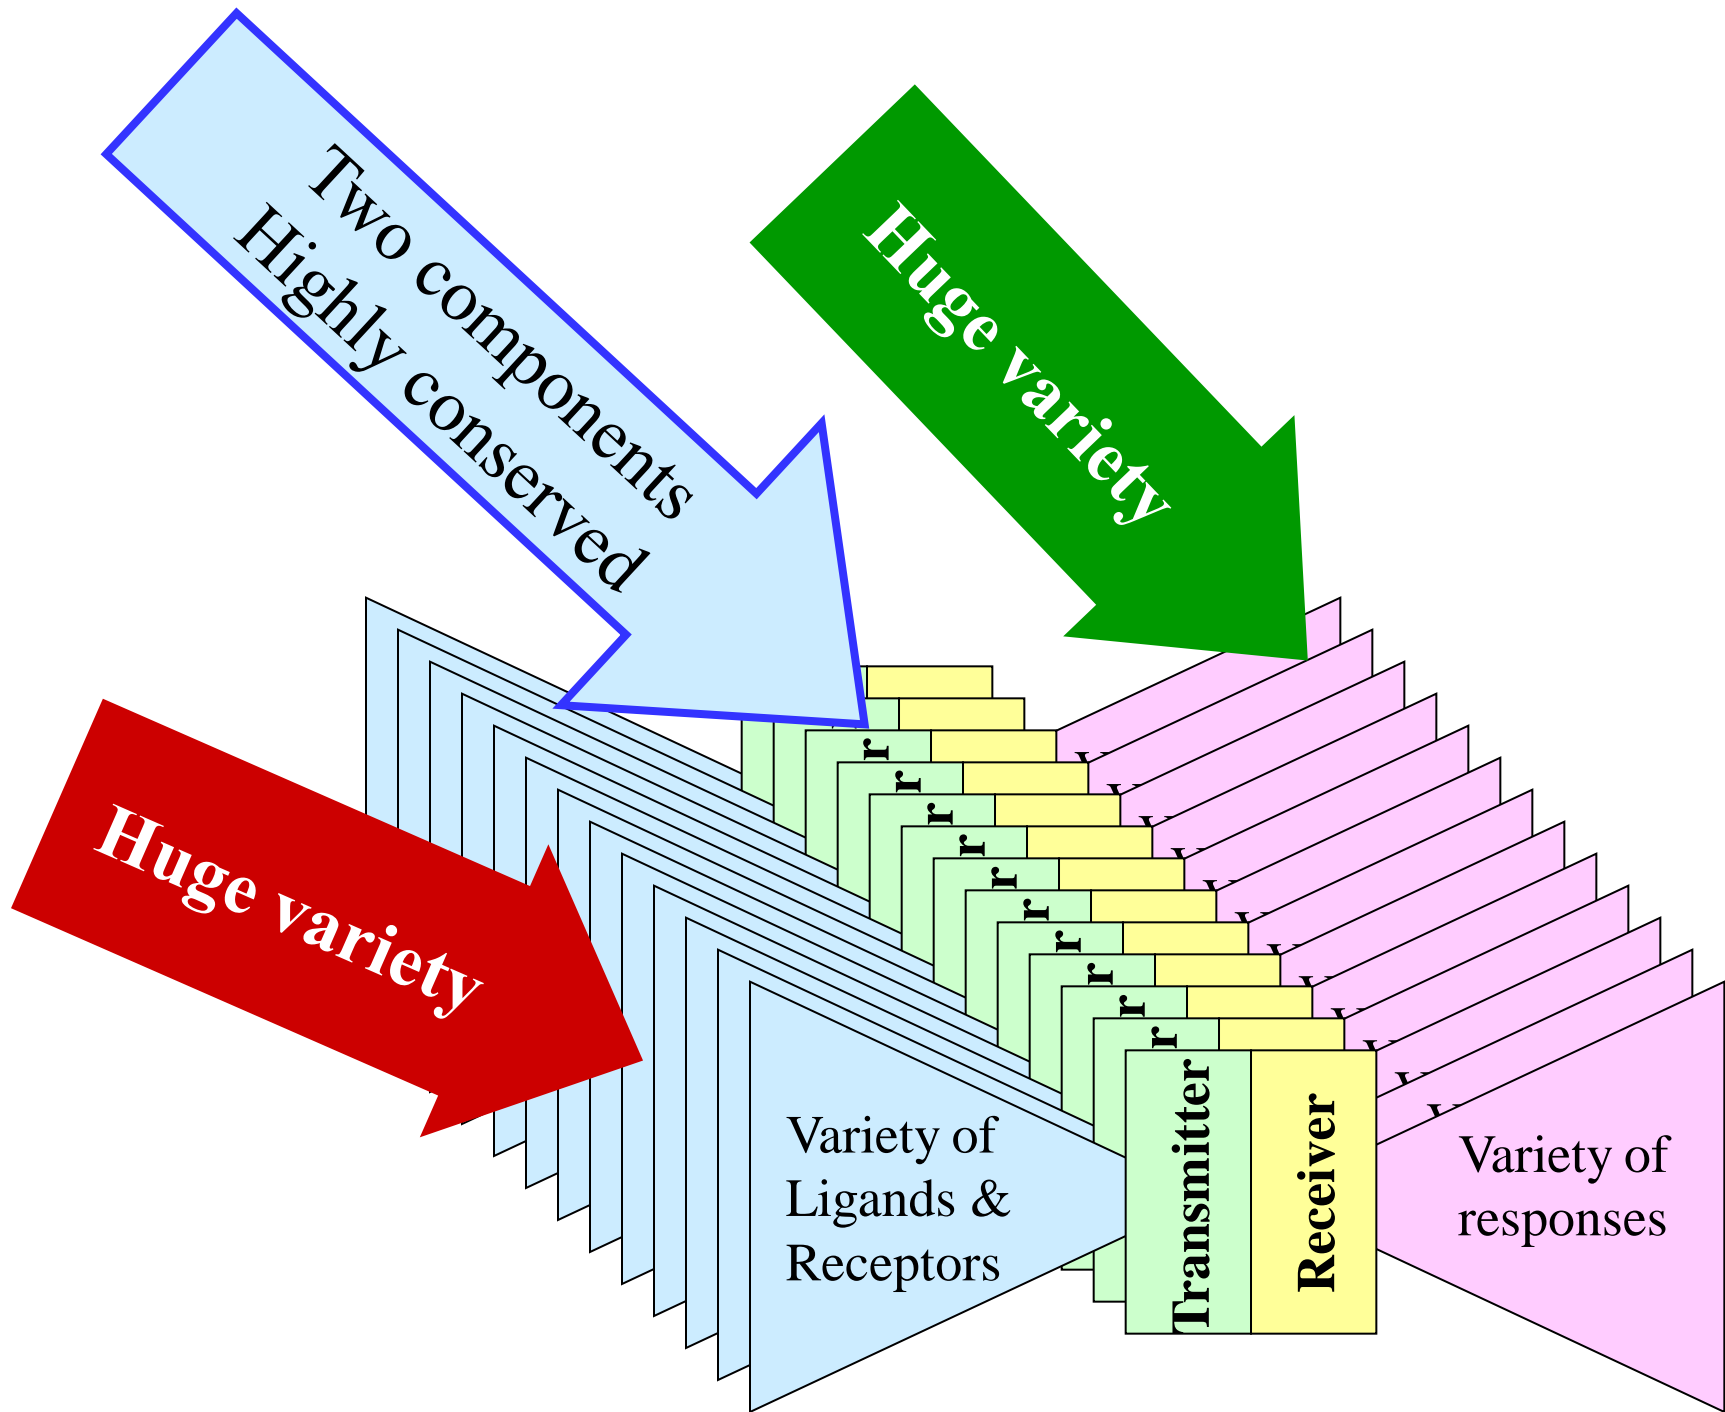 Two components
Highly conserved
Huge variety
Huge variety
r
r
r
r
r
r
r
r
r
r
Variety of
Ligands &
Receptors
Transmitter
Receiver
Variety of
responses